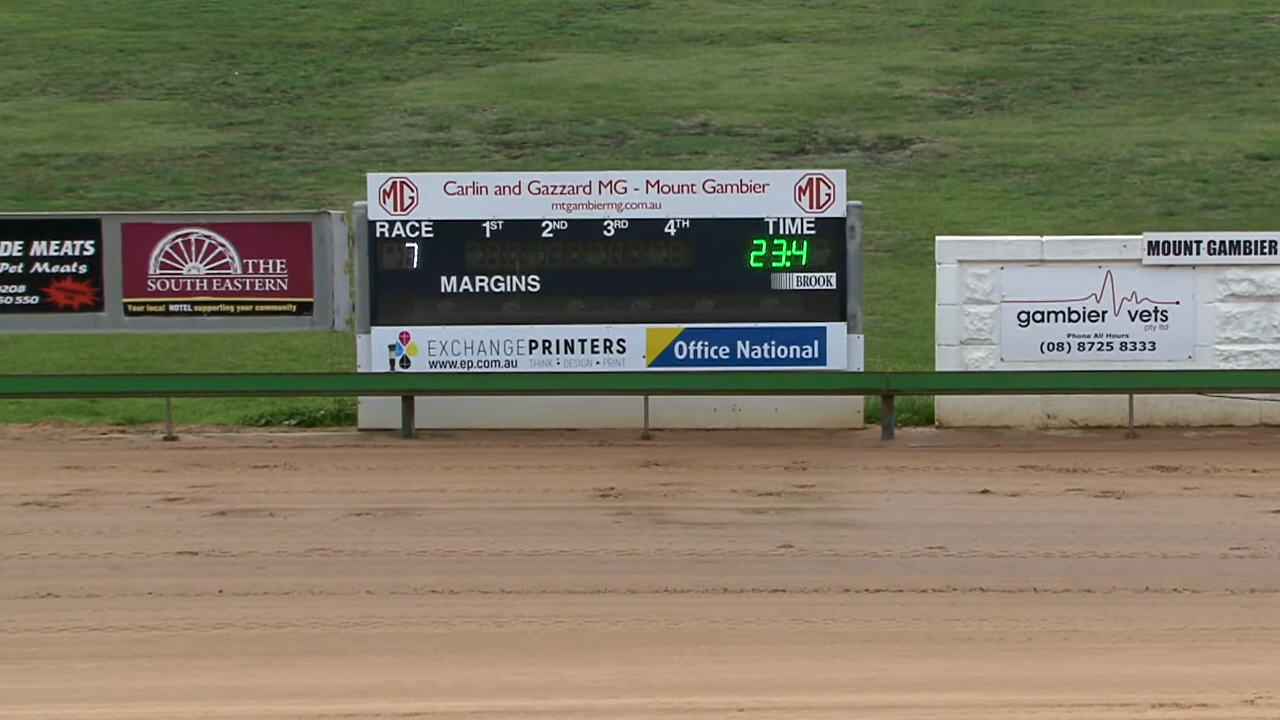 MG Carlin and Gazzard MG - Mount Gambier MG
mtgambiermg.com.au
RACE 1ST 2ND 3RD 4TH TIME
7 23:4
MARGINS BROOK
EXCHANGEPRINTERS
www.ep.com.au THINK • DESIGN • PRINT
Office National
DE MEATS
Pet Meats
0208
50 550
THE
SOUTH EASTERN
Your local HOTEL supporting your community
MOUNT GAMBIER
gambier vets
pty ltd
Phone All Hours
(08) 8725 8333